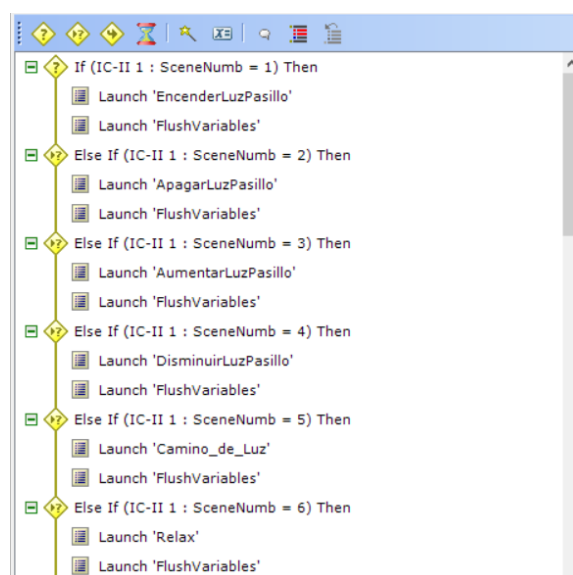 If (IC-II 1 : SceneNumb = 1) Then
Launch 'EncenderLuzPasillo'
Launch 'FlushVariables'
Else If (IC-II 1 : SceneNumb = 2) Then
Launch 'ApagarLuzPasillo'
Launch 'FlushVariables'
Else If (IC-II 1 : SceneNumb = 3) Then
Launch 'AumentarLuzPasillo'
Launch 'FlushVariables'
Else If (IC-II 1 : SceneNumb = 4) Then
Launch 'DisminuirLuzPasillo'
Launch 'FlushVariables'
Else If (IC-II 1 : SceneNumb = 5) Then
Launch 'Camino_de_Luz'
Launch 'FlushVariables'
Else If (IC-II 1 : SceneNumb = 6) Then
Launch 'Relax'
Launch 'FlushVariables'